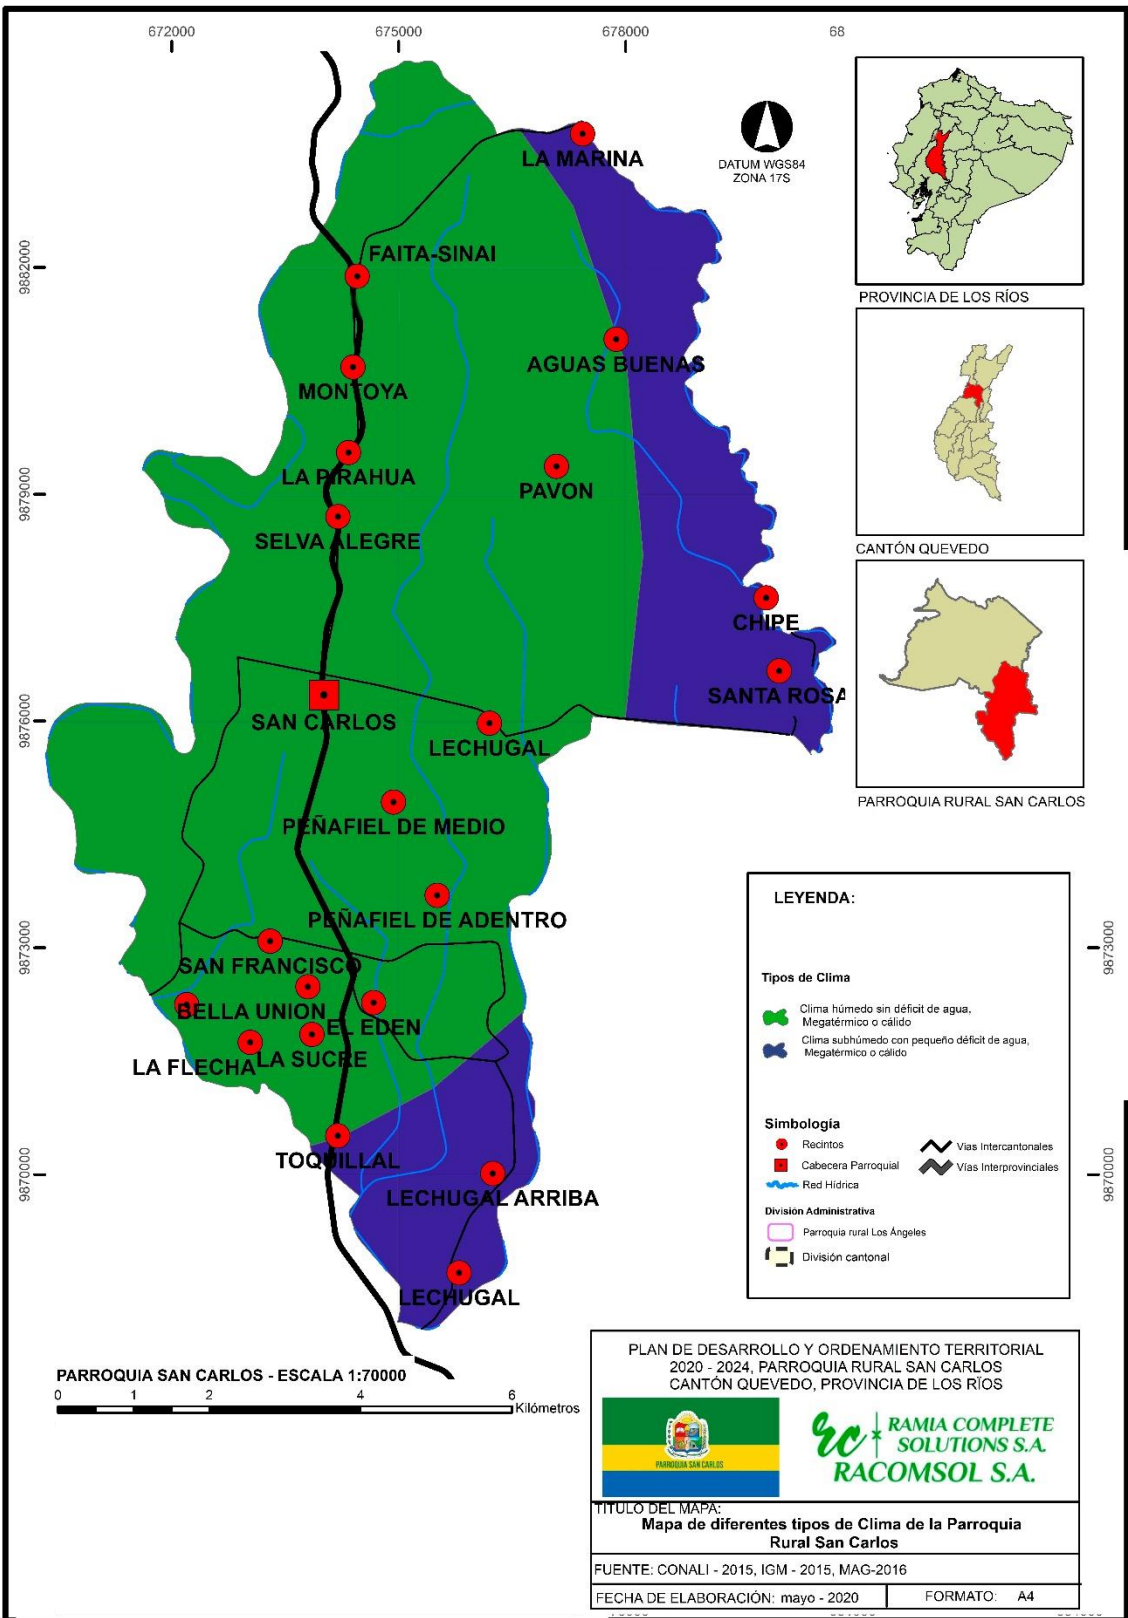 672000
675000
678000
68
9882000
9879000
9876000
9873000
9870000
9873000
9870000
LA MARINA
FAITA-SINAI
AGUAS BUENAS
MONTOYA
LA PIRAHUA
PAVON
SELVA ALEGRE
CHIPE
SANTA ROSA
SAN CARLOS
LECHUGAL
PEÑAFIEL DE MEDIO
PEÑAFIEL DE ADENTRO
SAN FRANCISCO
BELLA UNION
EL EDEN
LA FLECHA
LA SUCRE
TOQUILLAL
LECHUGAL ARRIBA
LECHUGAL
DATUM WGS84
ZONA 17S
PROVINCIA DE LOS RÍOS
CANTÓN QUEVEDO
PARROQUIA RURAL SAN CARLOS
LEYENDA:
Tipos de Clima
Clima húmedo sin déficit de agua,
Megatérmico o cálido
Clima subhúmedo con pequeño déficit de agua,
Megatérmico o cálido
Simbología
Recintos
Cabecera Parroquial
Red Hídrica
Vias Intercantonales
Vías Interprovinciales
División Administrativa
Parroquia rural Los Ángeles
División cantonal
PARROQUIA SAN CARLOS - ESCALA 1:70000
0 1 2 4 6
Kilómetros
PLAN DE DESARROLLO Y ORDENAMIENTO TERRITORIAL
2020 - 2024, PARROQUIA RURAL SAN CARLOS
CANTÓN QUEVEDO, PROVINCIA DE LOS RÏOS
PARROQUIA SAN CARLOS
rc x RAMIA COMPLETE
SOLUTIONS S.A.
RACOMSOL S.A.
TITULO DEL MAPA:
Mapa de diferentes tipos de Clima de la Parroquia
Rural San Carlos
FUENTE: CONALI - 2015, IGM - 2015, MAG-2016
FECHA DE ELABORACIÓN: mayo - 2020
FORMATO: A4